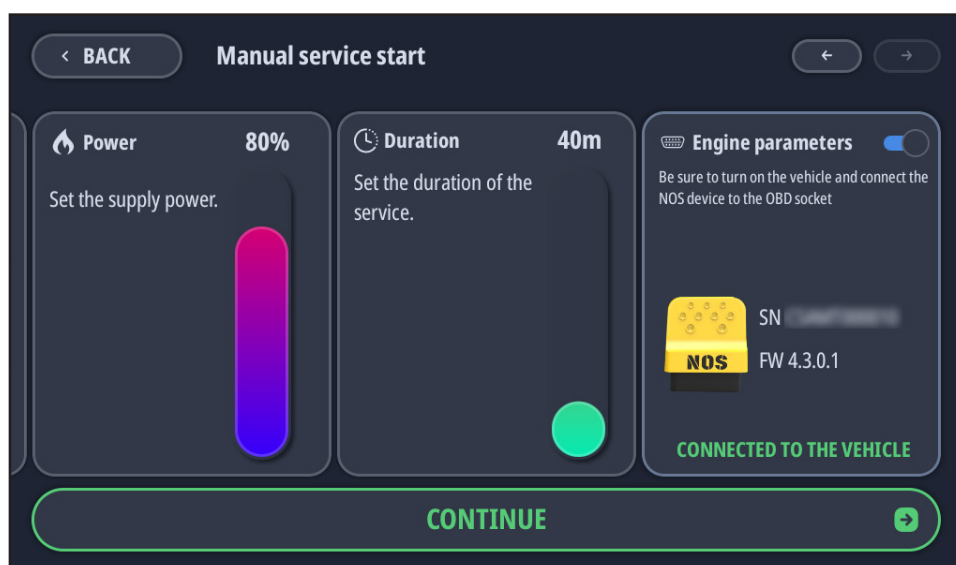 BACK
Manual service start
Power 80%
Set the supply power.
Duration 40m
Set the duration of the
service.
Engine parameters
Be sure to turn on the vehicle and connect the
NOS device to the OBD socket
SN
NOS
FW 4.3.0.1
CONNECTED TO THE VEHICLE
CONTINUE